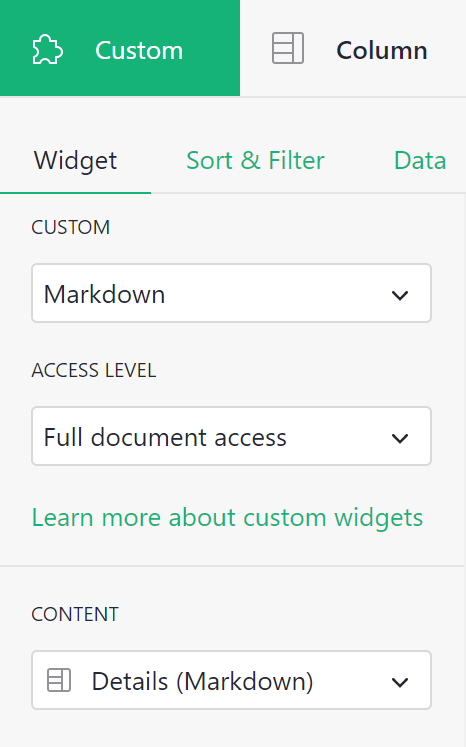 Custom Column
Widget Sort & Filter Data
CUSTOM
Markdown
ACCESS LEVEL
Full document access
Learn more about custom widgets
CONTENT
Details (Markdown)